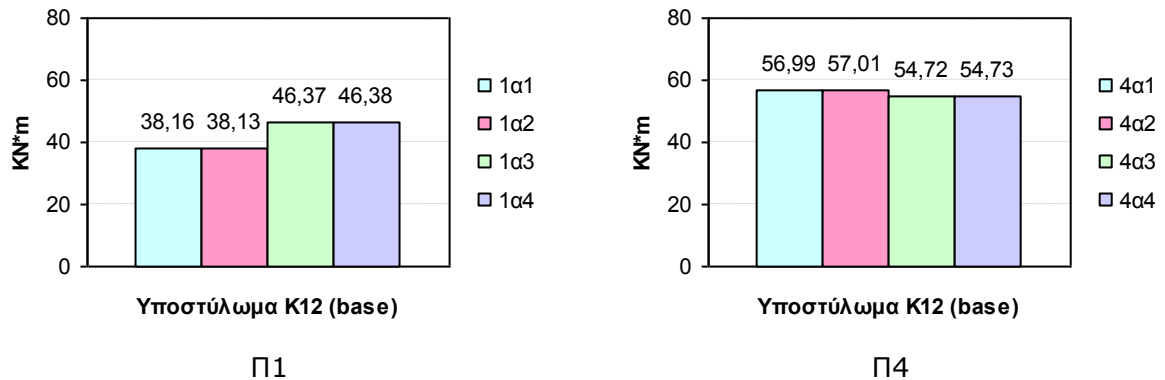 80
60
40
20
0
KN*m
38,16 38,13 46,37 46,38
1α1
1α2
1α3
1α4
Υποστύλωμα K12 (base)
Π1
80
60
40
20
0
KN*m
56,99 57,01 54,72 54,73
4α1
4α2
4α3
4α4
Υποστύλωμα K12 (base)
Π4